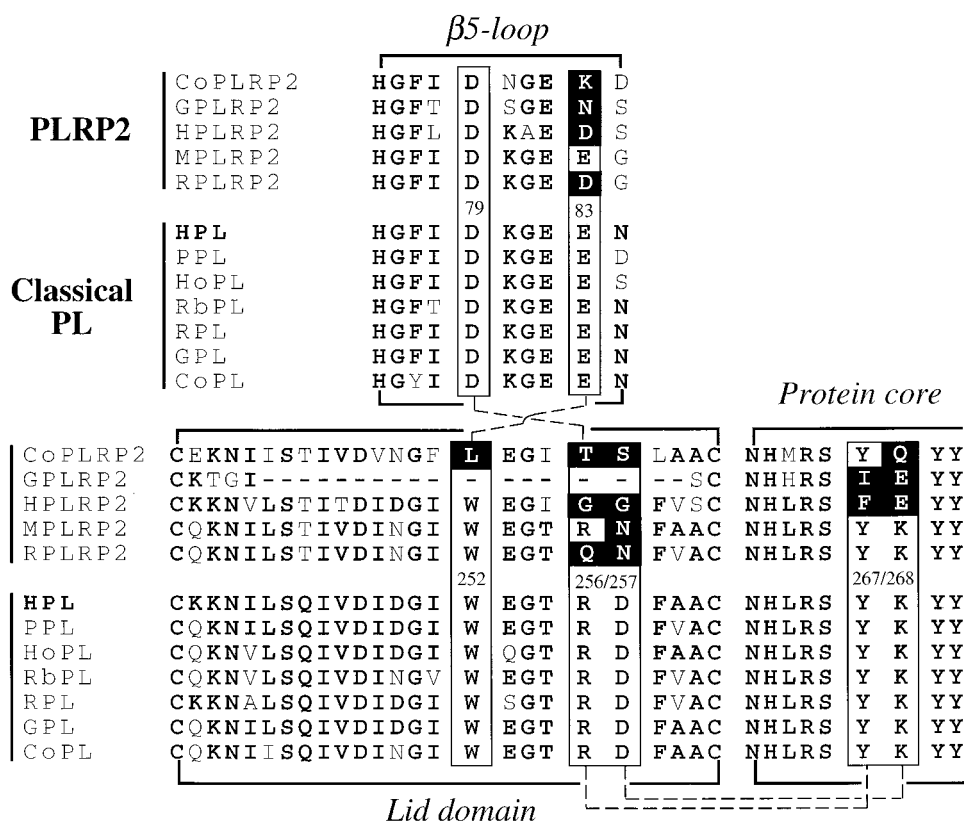 β5-loop
PLRP2
CoPLRP2 HGFI D NGE K D
GPLRP2 HGFT D SGE N S
HPLRP2 HGFL D KAE D S
MPLRP2 HGFI D KGE E G
RPLRP2 HGFI D KGE D G
79 83
Classical PL
HPL HGFI D KGE E N
PPL HGFI D KGE E D
HoPL HGFI D KGE E S
RbPL HGFT D KGE E N
RPL HGFI D KGE E N
GPL HGFI D KGE E N
CoPL HGYI D KGE E N
Protein core
CoPLRP2 CEKNIISTIVDVNGF L EGI T S LAAC NHMRS Y Q YY
GPLRP2 CKTGI----------- - --- - - --SC NHHRS I E YY
HPLRP2 CKKNVLSTITDIDGI W EGI G G FVSC NHLRS F E YY
MPLRP2 CQKNILSTIVDINGI W EGT R N FVAC NHLRS Y K YY
RPLRP2 CQKNILSTIVDINGI W EGT Q N FVAC NHLRS Y K YY
252 256/257 267/268
HPL CKKNILSQIVDIDGI W EGT R D FAAC NHLRS Y K YY
PPL CQKNILSQIVDIDGI W EGT R D FVAC NHLRS Y K YY
HoPL CQKNVLSQIVDIDGI W QGT R D FAAC NHLRS Y K YY
RbPL CQKNVLSQIVDINGV W EGT R D FVAC NHLRS Y K YY
RPL CKKNALSQIVDIDGI W SGT R D FVAC NHLRS Y K YY
GPL CQKNILSQIVDIDGI W EGT R D FAAC NHLRS Y K YY
CoPL CQKNIISQIVDINGI W EGT R D FAAC NHLRS Y K YY
Lid domain